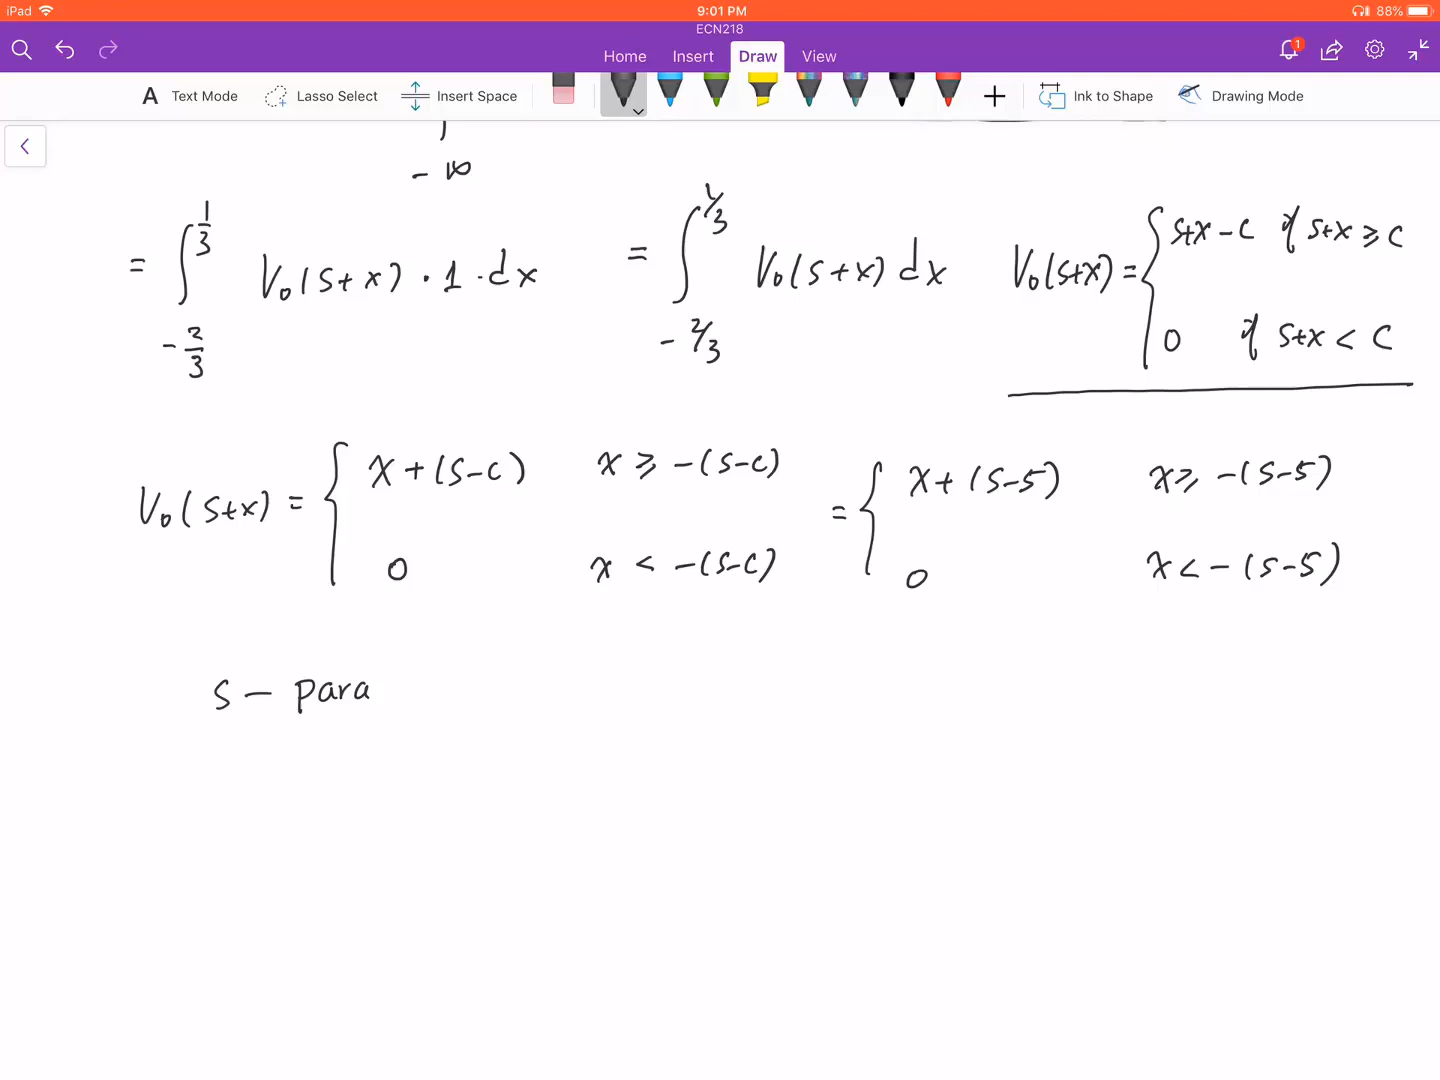 iPad 9:01 PM 88%
ECN218
Home Insert Draw View
1
A Text Mode Lasso Select Insert Space + Ink to Shape Drawing Mode
- ∞
= ∫_{-2/3}^{1/3} V₀(s+x) · 1 · dx = ∫_{-2/3}^{1/3} V₀(s+x) dx V₀(s+x) = { s+x-c if s+x ≥ c
0 if s+x < c
V₀(s+x) = { x+(s-c) x ≥ -(s-c) = { x+(s-5) x ≥ -(s-5)
0 x < -(s-c) 0 x < -(s-5)
s - para